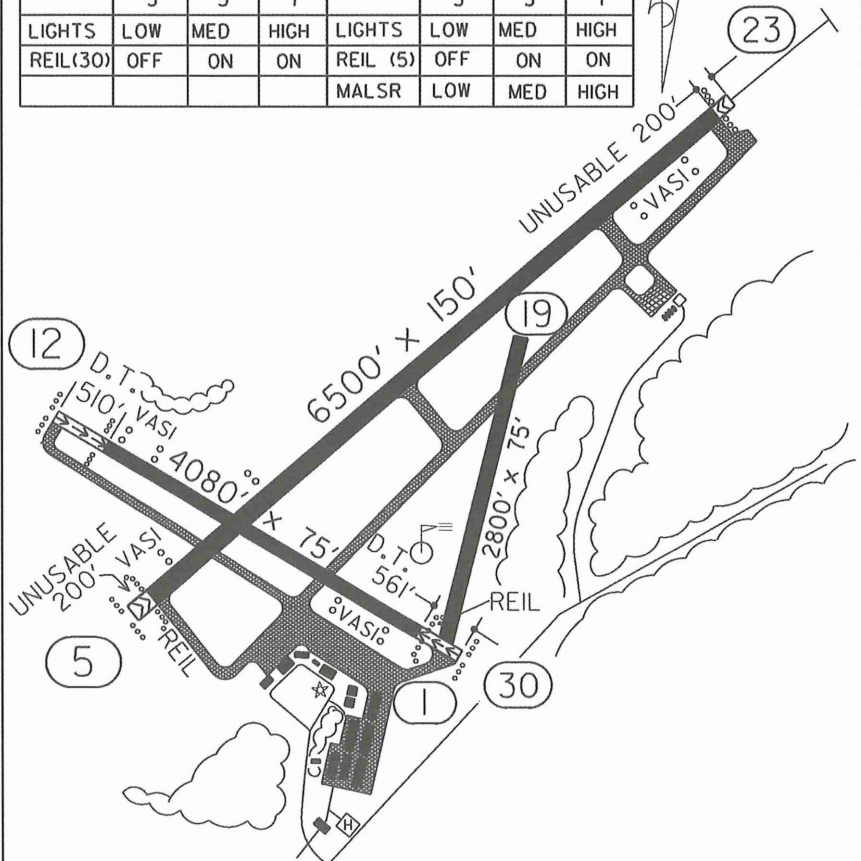 LIGHTS LOW MED HIGH LIGHTS LOW MED HIGH
REIL(30) OFF ON ON REIL (5) OFF ON ON
MALSR LOW MED HIGH
23
UNUSABLE 200'
VASI
6500' X 150'
19
12
D.T.
510'
VASI
4080' X 75'
2800' X 75'
D.T.
561'
UNUSABLE
200'
VASI
REIL
VASI
REIL
5
1
30
H